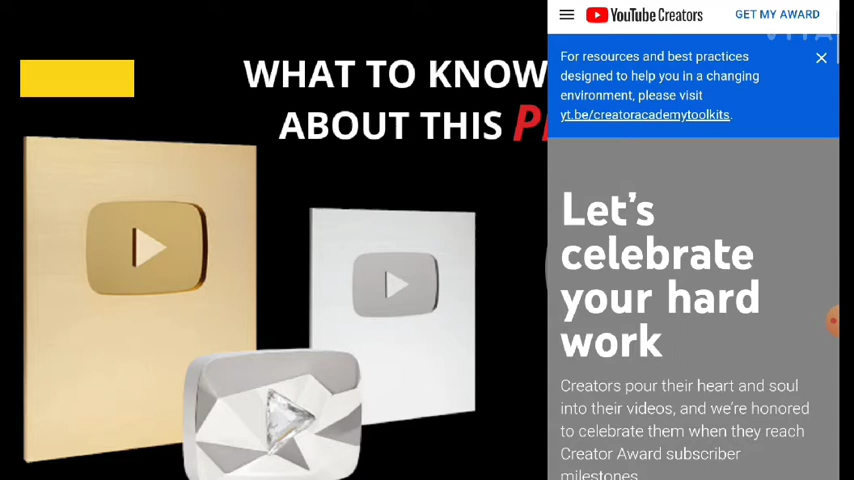 WHAT TO KNOW
ABOUT THIS
YouTube Creators
GET MY AWARD
For resources and best practices
designed to help you in a changing
environment, please visit
yt.be/creatoracademytoolkits.
Let's
celebrate
your hard
work
Creators pour their heart and soul
into their videos, and we're honored
to celebrate them when they reach
Creator Award subscriber
milestones